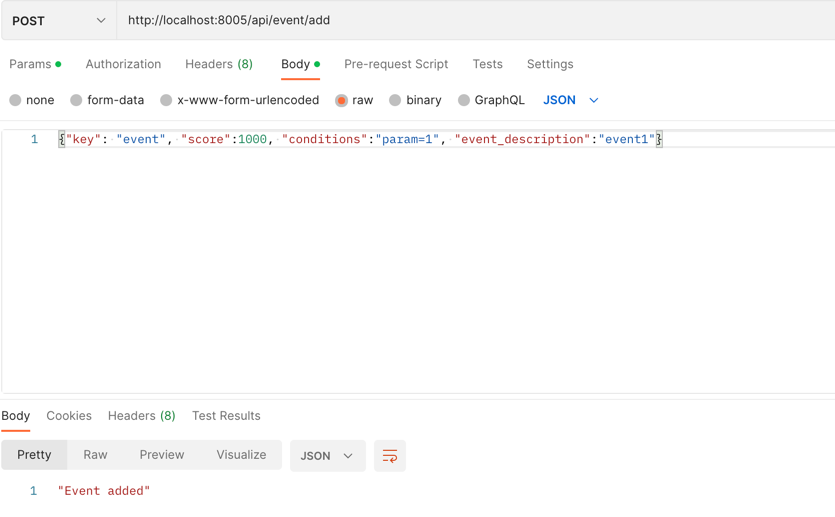 POST http://localhost:8005/api/event/add
Params Authorization Headers (8) Body Pre-request Script Tests Settings
none form-data x-www-form-urlencoded raw binary GraphQL JSON
1 {"key": "event", "score":1000, "conditions":"param=1", "event_description":"event1"}
Body Cookies Headers (8) Test Results
Pretty Raw Preview Visualize JSON
1 "Event added"